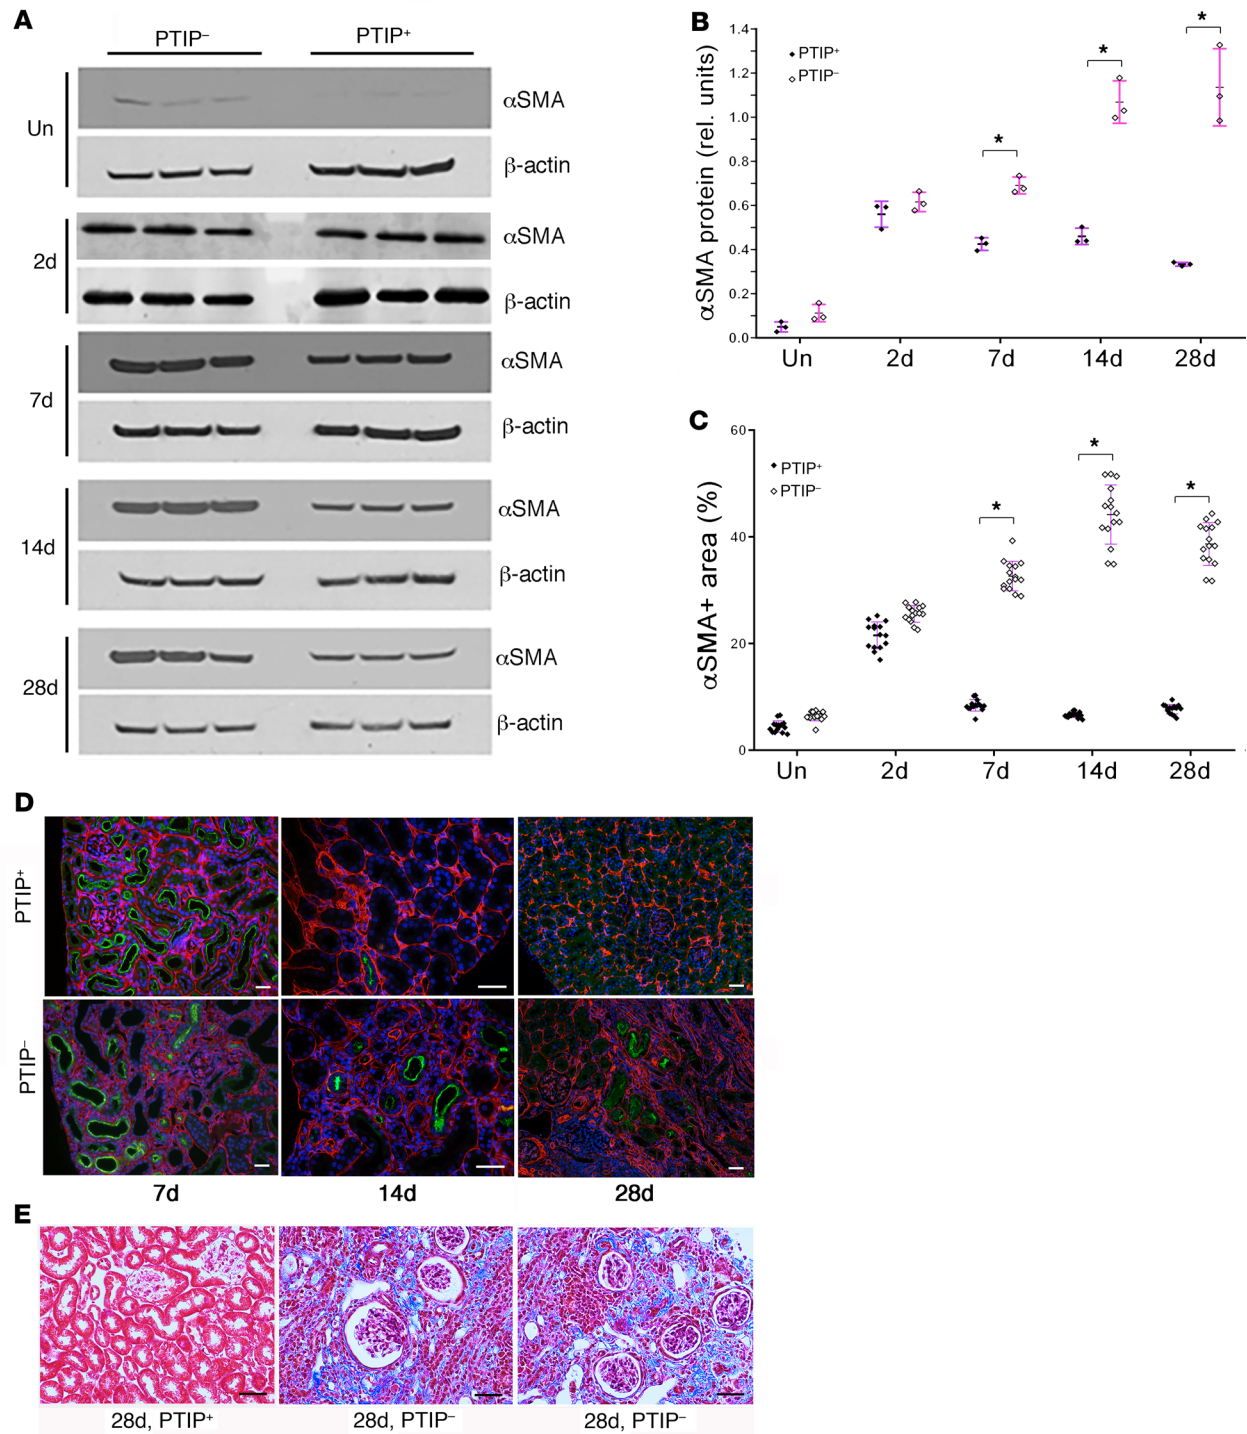 A
PTIP– PTIP+
Un
αSMA
β-actin
2d
αSMA
β-actin
7d
αSMA
β-actin
14d
αSMA
β-actin
28d
αSMA
β-actin
B
αSMA protein (rel. units)
1.4
1.2
1.0
0.8
0.6
0.4
0.2
0.0
PTIP+
PTIP–
*
*
*
Un 2d 7d 14d 28d
C
αSMA+ area (%)
60
40
20
0
PTIP+
PTIP–
*
*
*
Un 2d 7d 14d 28d
D
PTIP+
PTIP–
7d 14d 28d
E
28d, PTIP+ 28d, PTIP– 28d, PTIP–